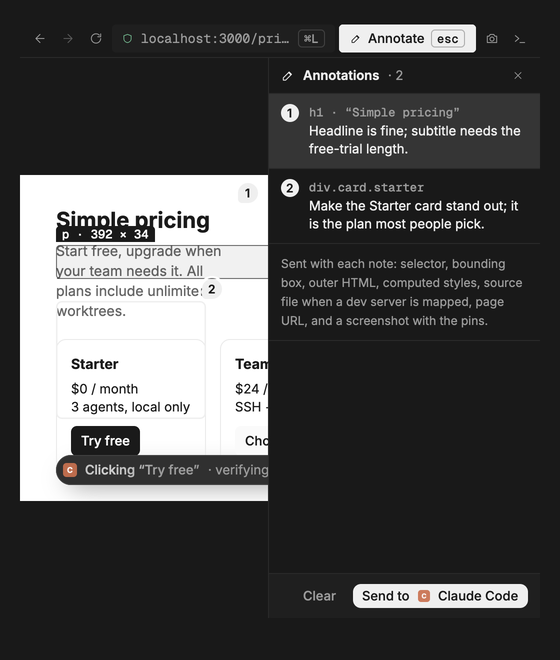 localhost:3000/pri… ⌘L Annotate esc
Annotations · 2
1 h1 · “Simple pricing”
Headline is fine; subtitle needs the
free-trial length.
2 div.card.starter
Make the Starter card stand out; it
is the plan most people pick.
Sent with each note: selector, bounding
box, outer HTML, computed styles, source
file when a dev server is mapped, page
URL, and a screenshot with the pins.
Clear Send to C Claude Code
1
Simple pricing
p · 392 × 34
Start free, upgrade when
your team needs it. All
plans include unlimite
2
worktrees.
Starter
$0 / month
3 agents, local only
Try free
Team
$24 /
SSH
Cho
C Clicking “Try free” · verifying